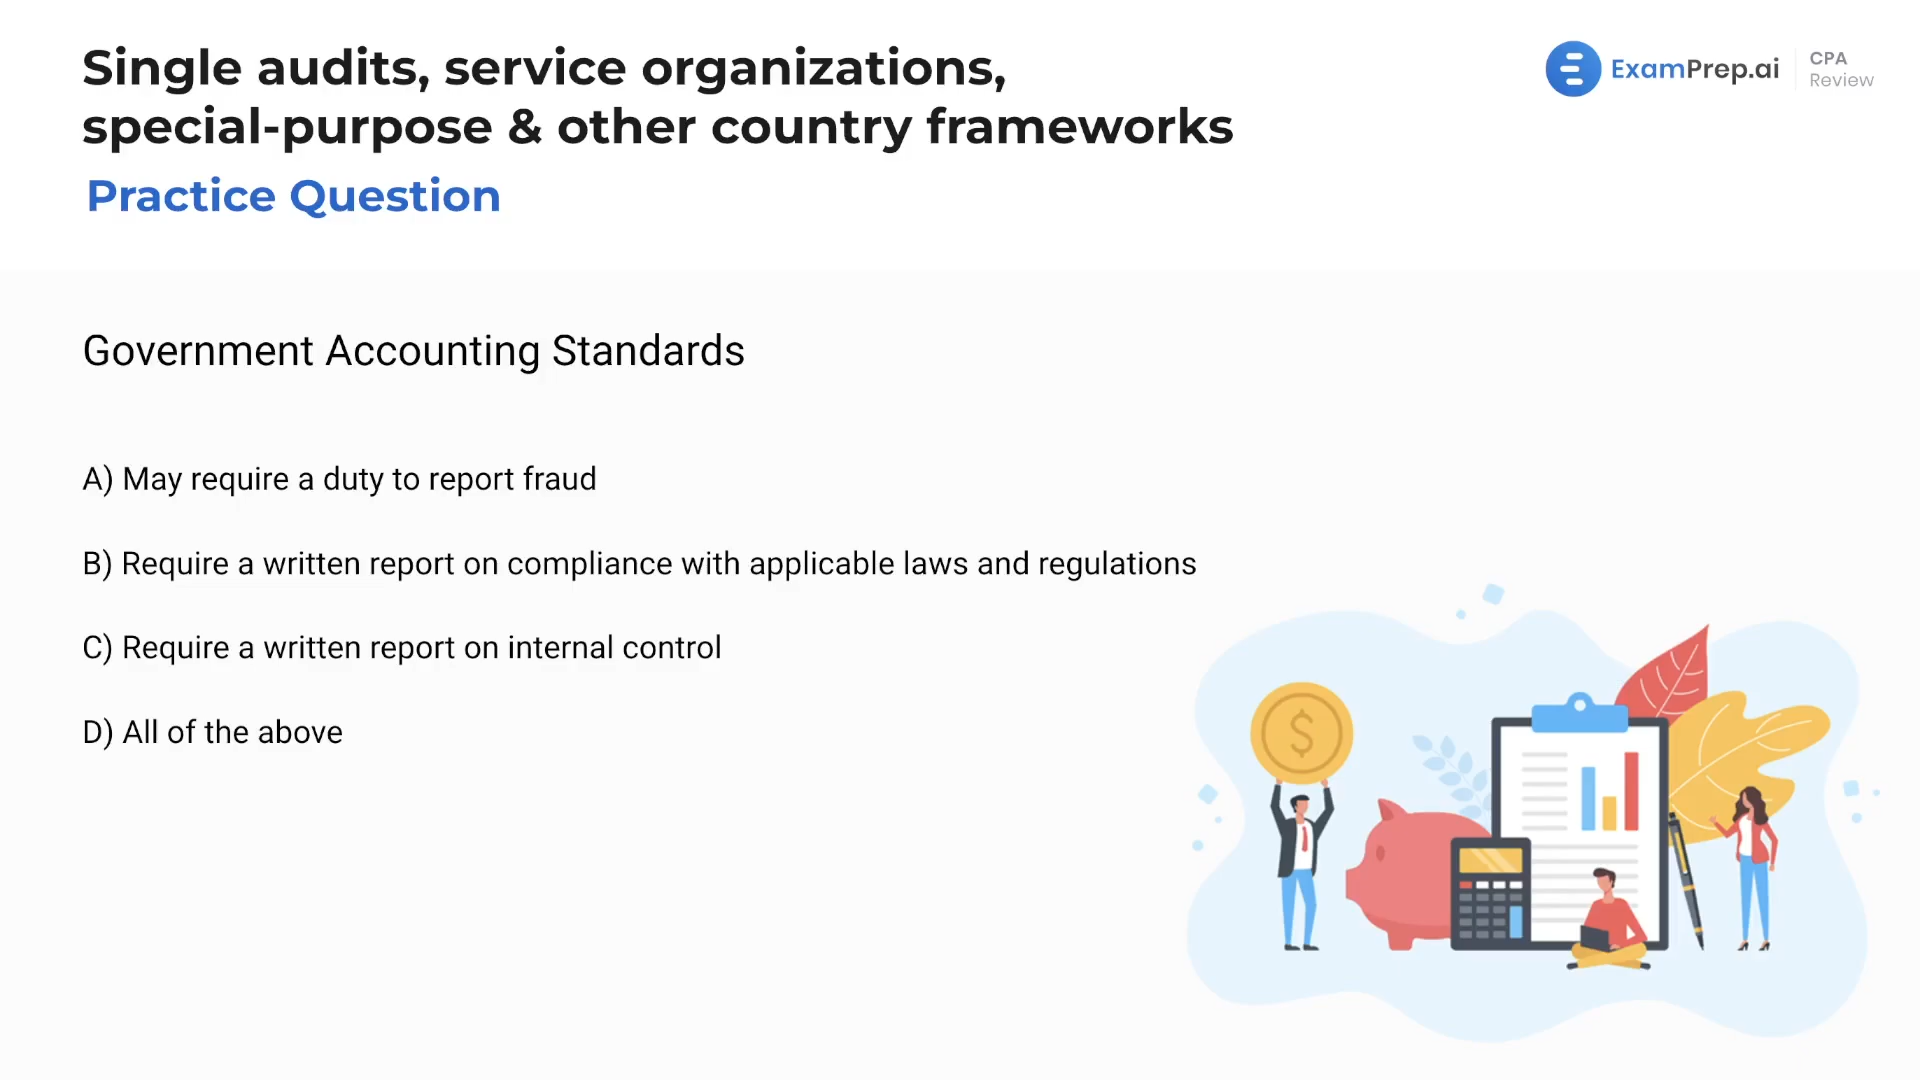 Single audits, service organizations,
special-purpose & other country frameworks
Practice Question
ExamPrep.ai
CPA
Review
Government Accounting Standards
A) May require a duty to report fraud
B) Require a written report on compliance with applicable laws and regulations
C) Require a written report on internal control
D) All of the above
$